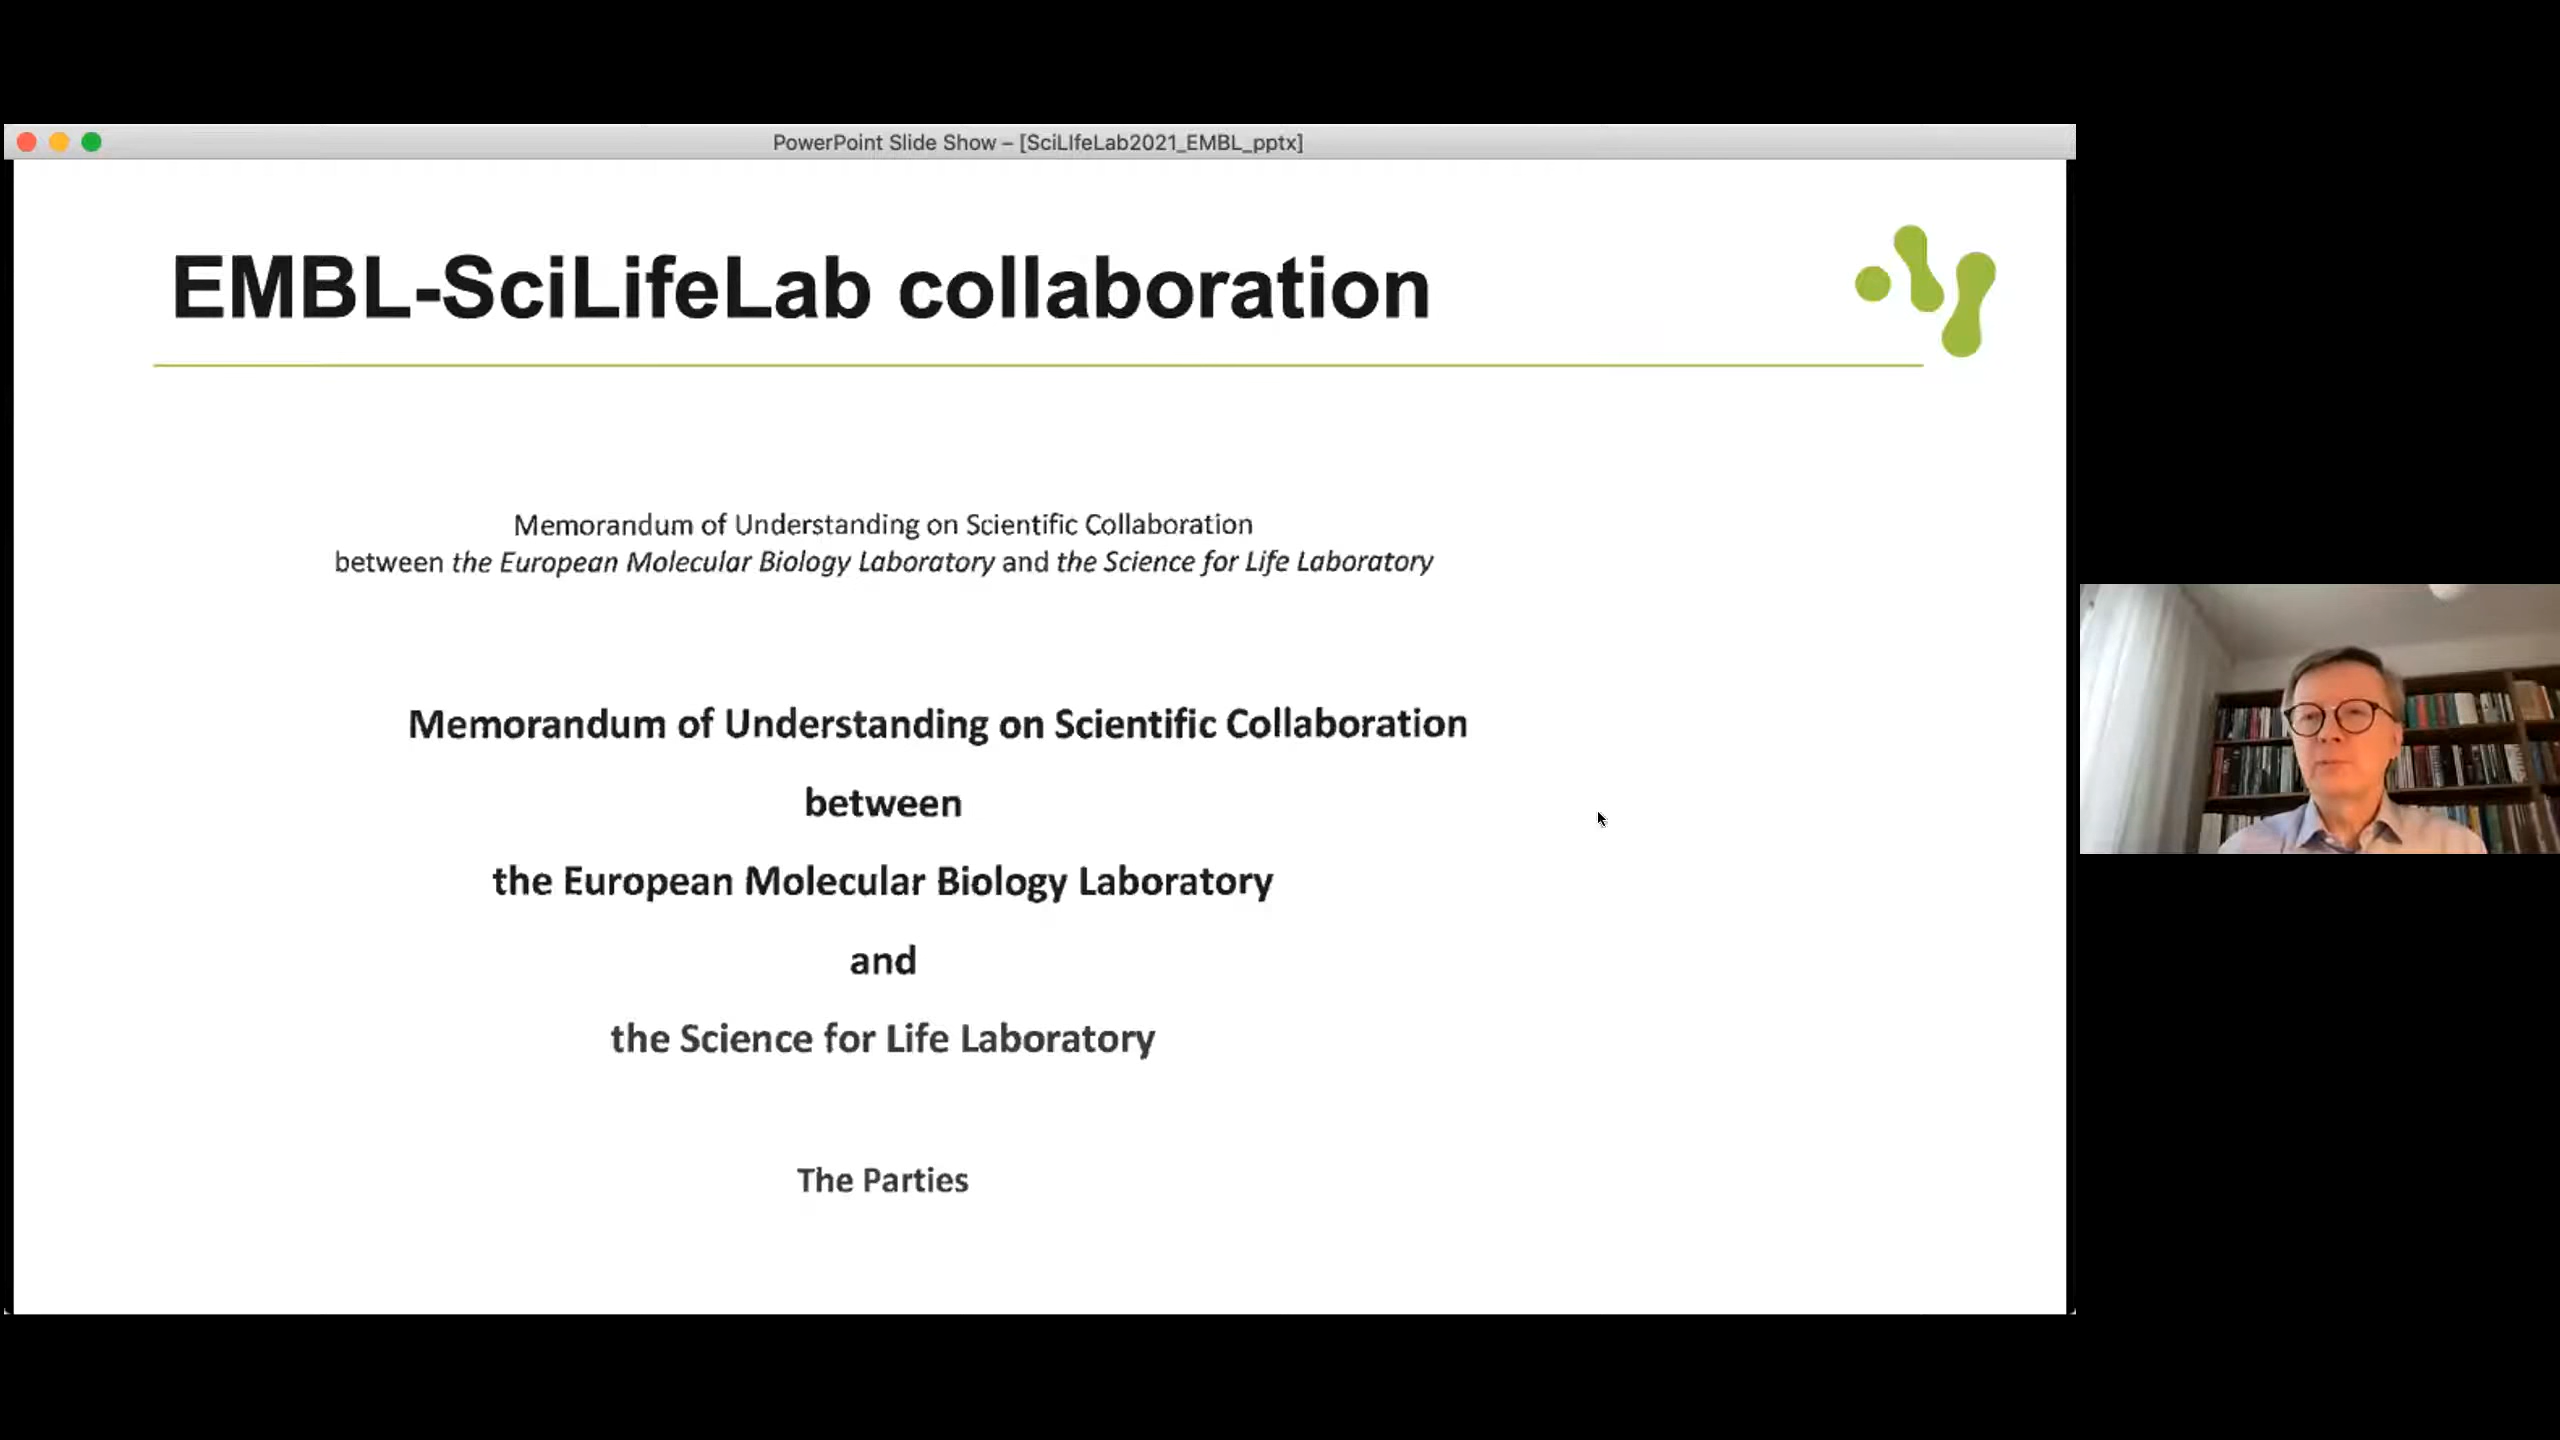 PowerPoint Slide Show – [SciLIfeLab2021_EMBL_pptx]
EMBL-SciLifeLab collaboration
Memorandum of Understanding on Scientific Collaboration
between the European Molecular Biology Laboratory and the Science for Life Laboratory
Memorandum of Understanding on Scientific Collaboration
between
the European Molecular Biology Laboratory
and
the Science for Life Laboratory
The Parties